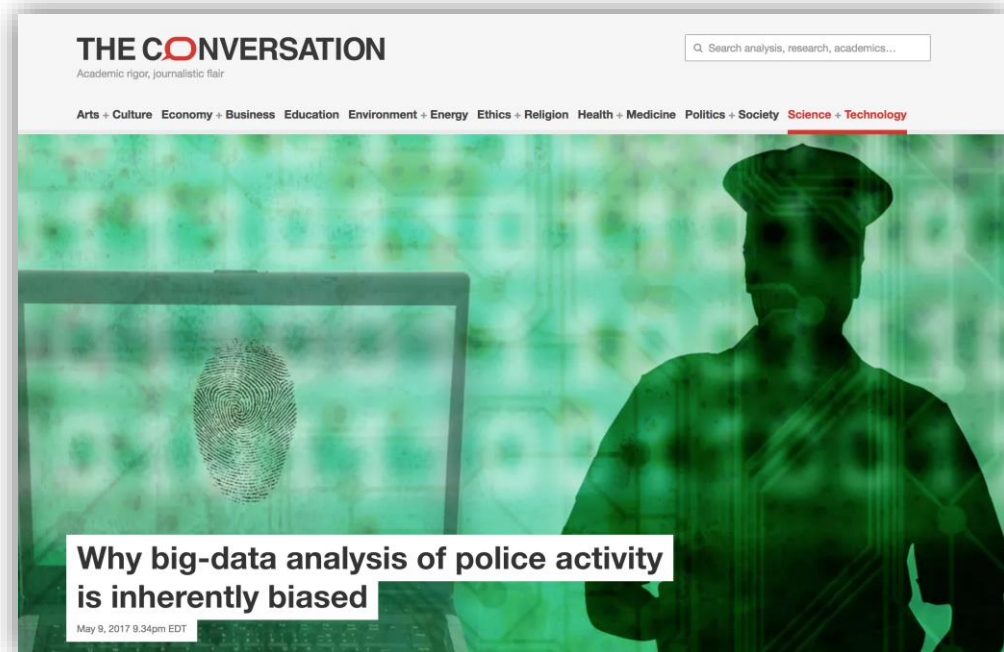 THE CONVERSATION
Search analysis, research, academics...
Academic rigor, journalistic flair
Arts + Culture Economy + Business Education Environment + Energy Ethics + Religion Health + Medicine Politics + Society Science + Technology
Why big-data analysis of police activity
is inherently biased
May 9, 2017 9.34pm EDT